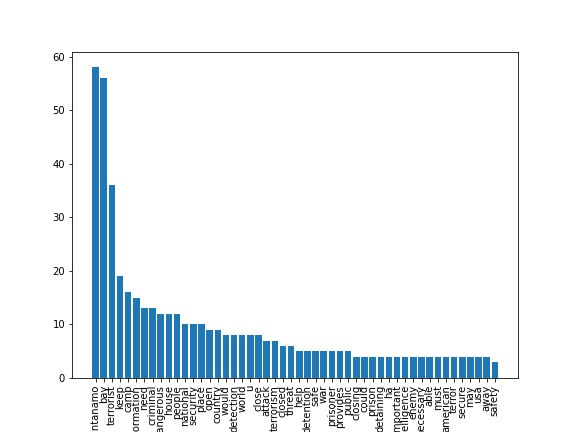 60
50
40
30
20
10
0
ntanamo
bay
terrorist
keep
camp
ormation
need
criminal
angerous
house
people
national
security
place
open
country
would
detection
world
u
close
attack
terrorism
closed
threat
help
detention
safe
war
prisoner
provides
public
closing
could
prison
detaining
ha
mportant
elligence
enemy
ecessary
able
must
american
terror
secure
may
usa
away
safety